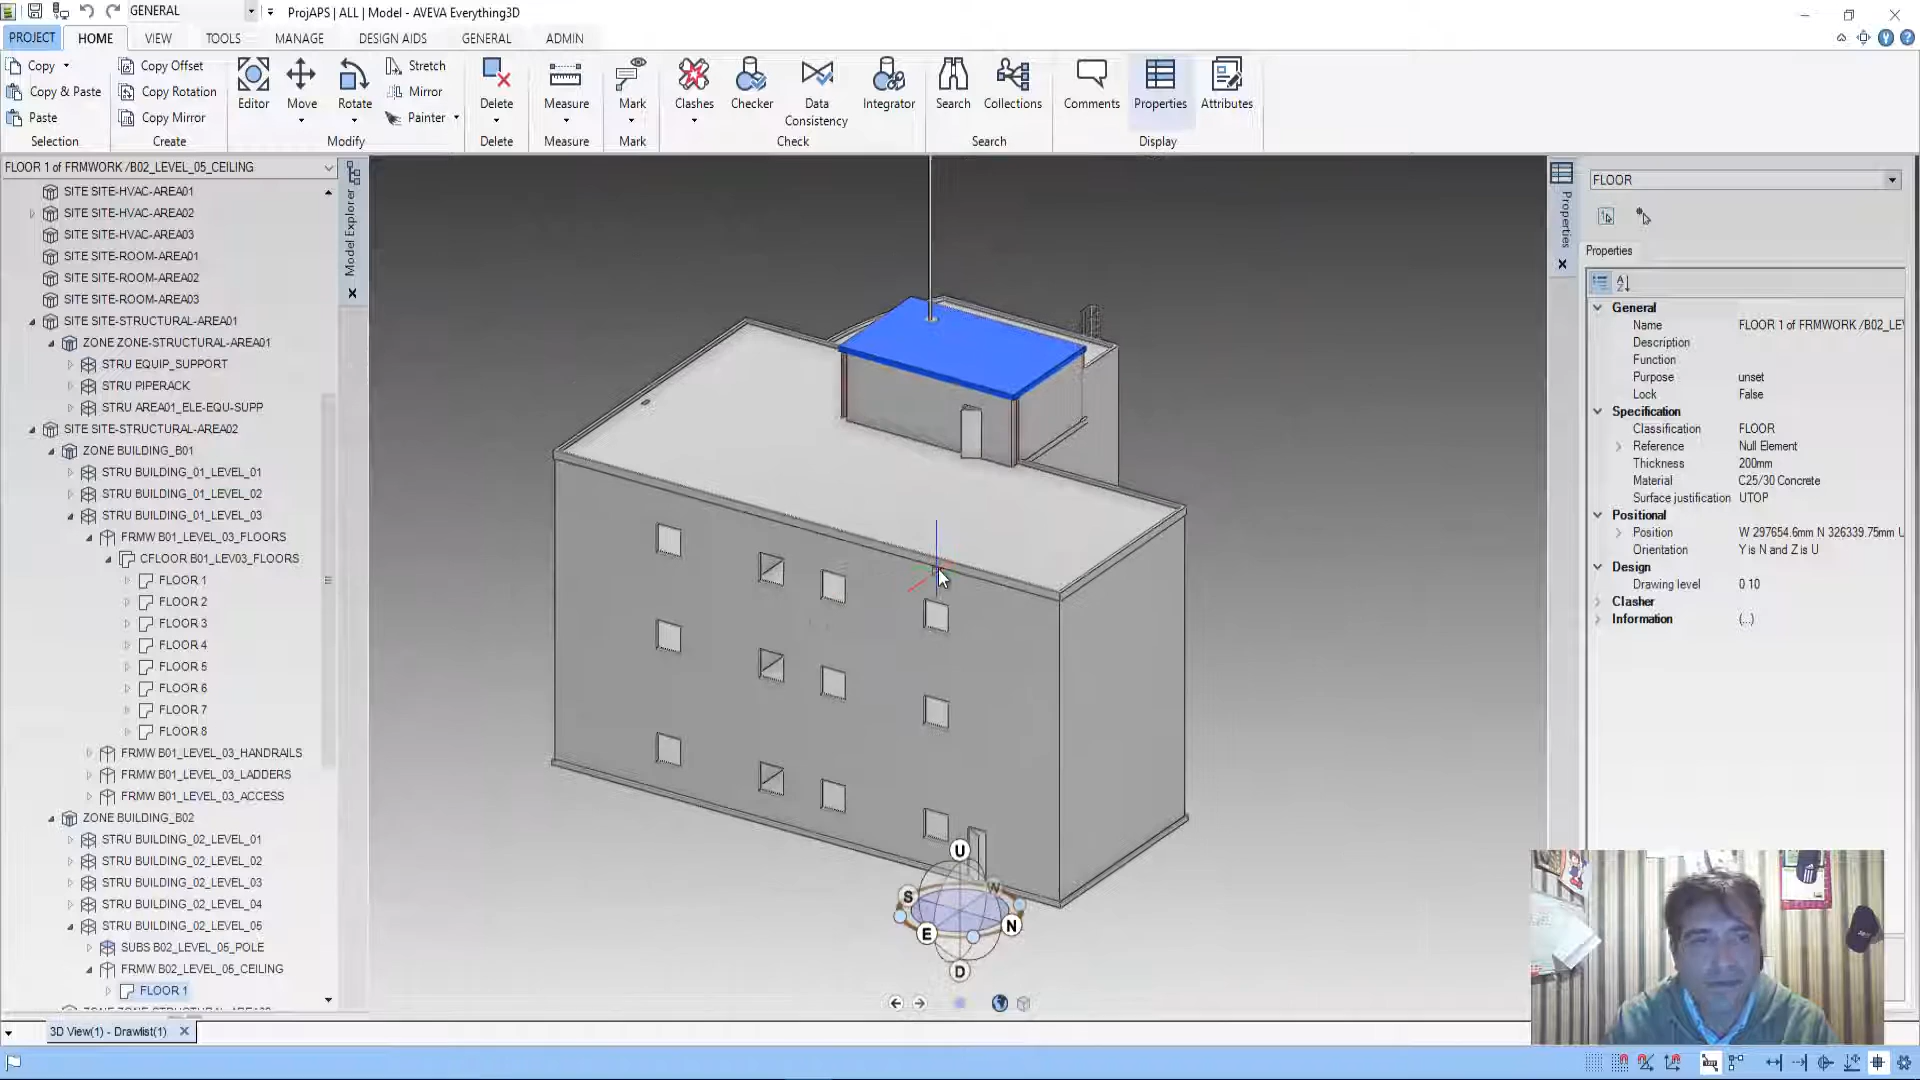 GENERAL
ProjAPS | ALL | Model - AVEVA Everything3D
PROJECT
HOME
VIEW
TOOLS
MANAGE
DESIGN AIDS
GENERAL
ADMIN
Copy
Copy & Paste
Paste
Selection
Copy Offset
Copy Rotation
Copy Mirror
Create
Editor
Move
Rotate
Stretch
Mirror
Painter
Modify
Delete
Delete
Measure
Measure
Mark
Mark
Clashes
Checker
Data
Consistency
Integrator
Check
Search
Collections
Search
Comments
Properties
Attributes
Display
FLOOR 1 of FRMWORK /B02_LEVEL_05_CEILING
SITE SITE-HVAC-AREA01
SITE SITE-HVAC-AREA02
SITE SITE-HVAC-AREA03
SITE SITE-ROOM-AREA01
SITE SITE-ROOM-AREA02
SITE SITE-ROOM-AREA03
SITE SITE-STRUCTURAL-AREA01
ZONE ZONE-STRUCTURAL-AREA01
STRU EQUIP_SUPPORT
STRU PIPERACK
STRU AREA01_ELE-EQU-SUPP
SITE SITE-STRUCTURAL-AREA02
ZONE BUILDING_B01
STRU BUILDING_01_LEVEL_01
STRU BUILDING_01_LEVEL_02
STRU BUILDING_01_LEVEL_03
FRMW B01_LEVEL_03_FLOORS
CFLOOR B01_LEV03_FLOORS
FLOOR 1
FLOOR 2
FLOOR 3
FLOOR 4
FLOOR 5
FLOOR 6
FLOOR 7
FLOOR 8
FRMW B01_LEVEL_03_HANDRAILS
FRMW B01_LEVEL_03_LADDERS
FRMW B01_LEVEL_03_ACCESS
ZONE BUILDING_B02
STRU BUILDING_02_LEVEL_01
STRU BUILDING_02_LEVEL_02
STRU BUILDING_02_LEVEL_03
STRU BUILDING_02_LEVEL_04
STRU BUILDING_02_LEVEL_05
SUBS B02_LEVEL_05_POLE
FRMW B02_LEVEL_05_CEILING
FLOOR 1
Model Explorer
U
S
W
E
N
D
Properties
FLOOR
Properties
General
Name FLOOR 1 of FRMWORK /B02_LE
Description
Function
Purpose unset
Lock False
Specification
Classification FLOOR
Reference Null Element
Thickness 200mm
Material C25/30 Concrete
Surface justification UTOP
Positional
Position W 297654.6mm N 326339.75mm U
Orientation Y is N and Z is U
Design
Drawing level 0 10
Clasher
Information (...)
3D View(1) - Drawlist(1)